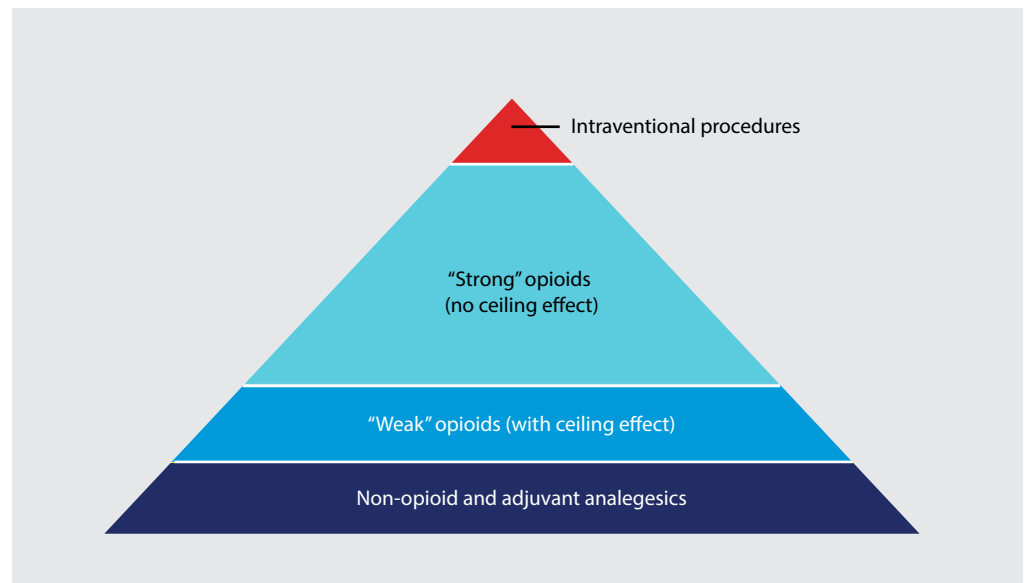 Intraventional procedures
“Strong” opioids
(no ceiling effect)
“Weak” opioids (with ceiling effect)
Non-opioid and adjuvant analegesics